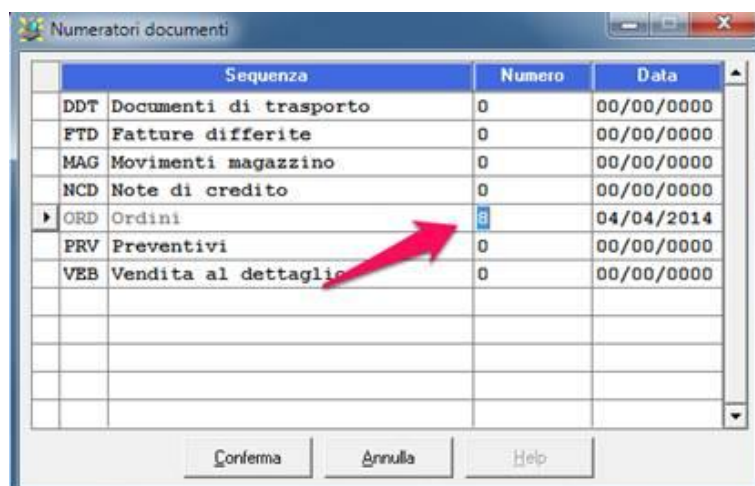 Numeratori documenti
Sequenza Numero Data
DDT Documenti di trasporto 0 00/00/0000
FTD Fatture differite 0 00/00/0000
MAG Movimenti magazzino 0 00/00/0000
NCD Note di credito 0 00/00/0000
ORD Ordini 8 04/04/2014
PRV Preventivi 0 00/00/0000
VEB Vendita al dettaglio 0 00/00/0000
Conferma Annulla Help